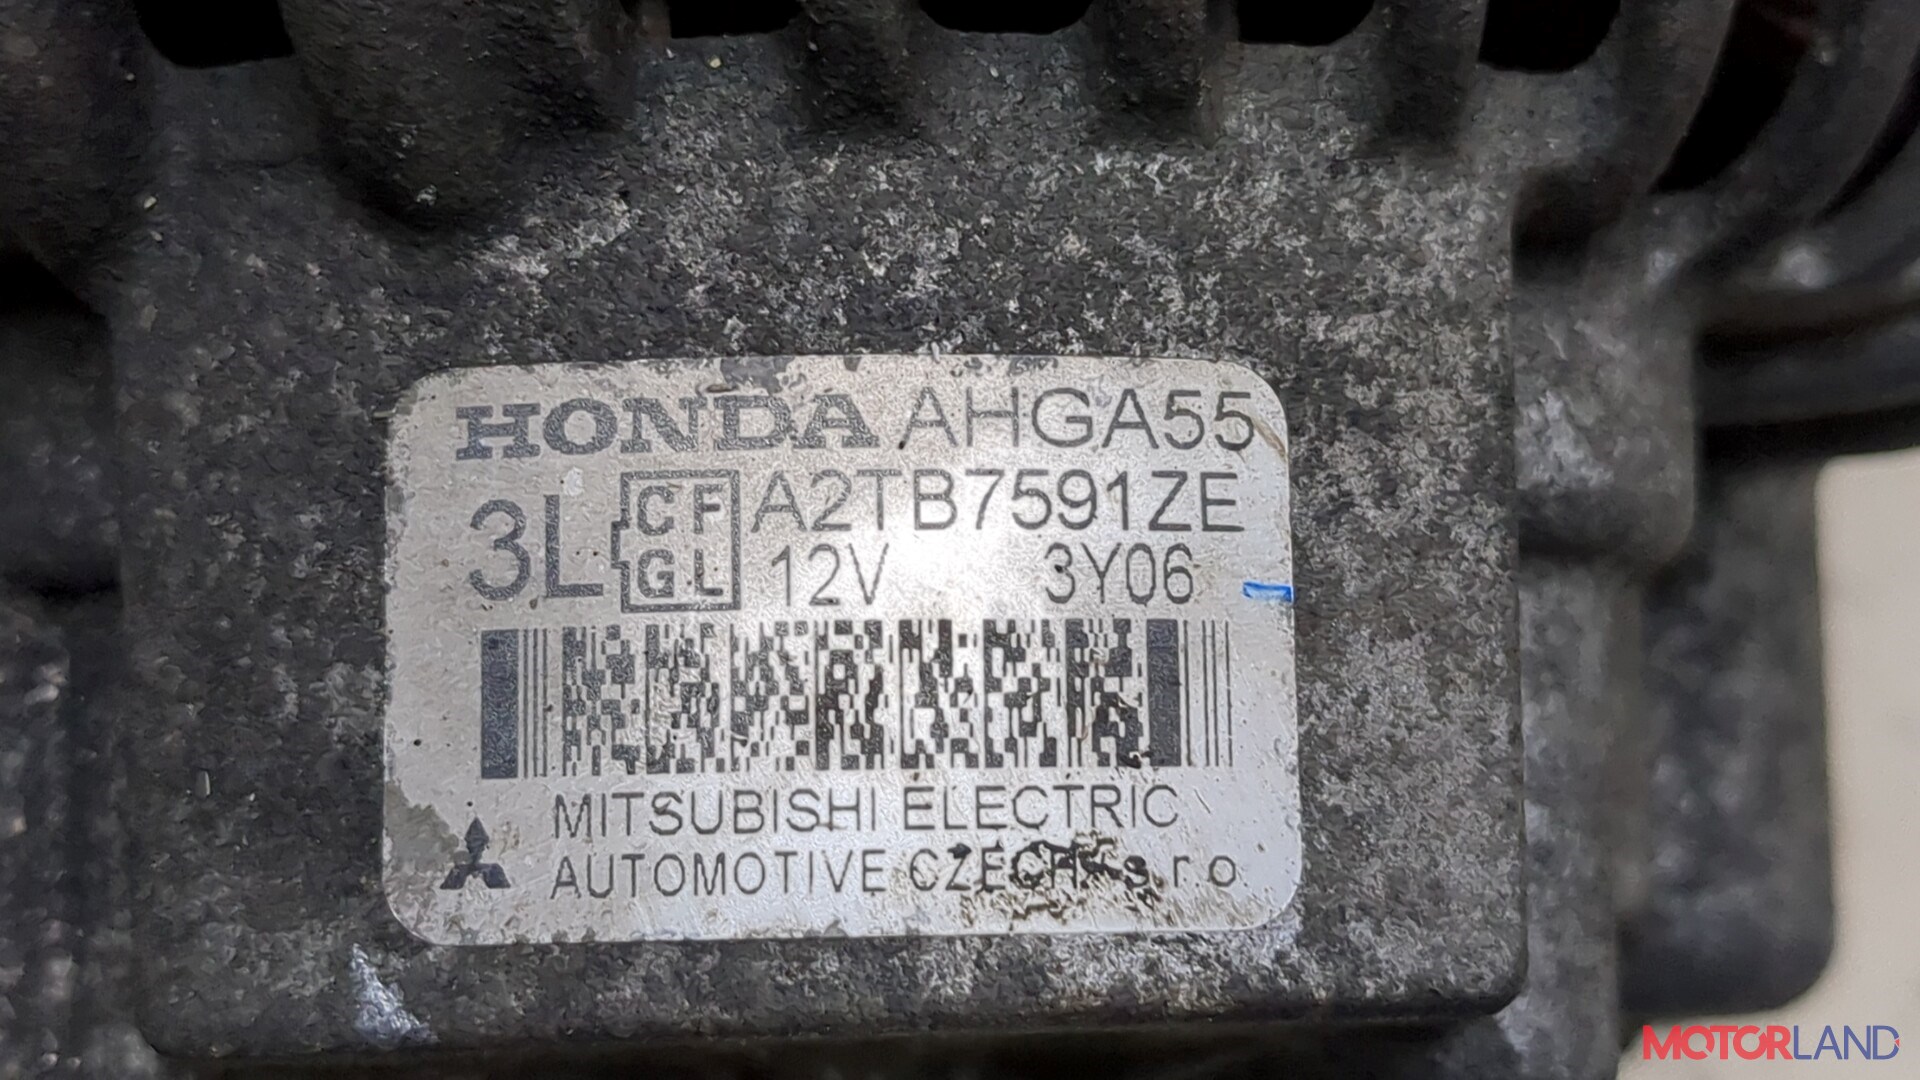 HONDA AHGA55
3L CF GL A2TB7591ZE
12V 3Y06
MITSUBISHI ELECTRIC
AUTOMOTIVE CZECH s.r o
MOTORLAND